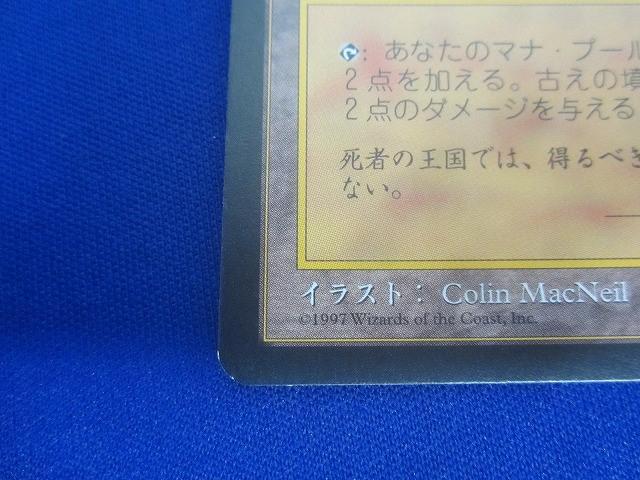 : あなたのマナ・プール
2点を加える。古えの墳
2点のダメージを与える
死者の王国では、得るべき
ない。
イラスト： Colin MacNeil
©1997 Wizards of the Coast, Inc.